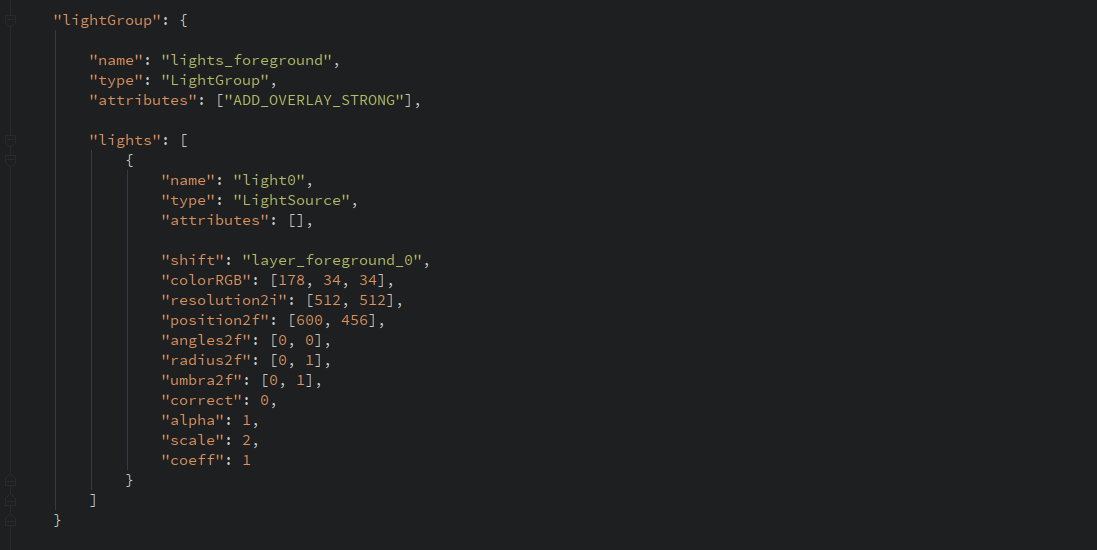 "lightGroup": {
"name": "lights_foreground",
"type": "LightGroup",
"attributes": ["ADD_OVERLAY_STRONG"],
"lights": [
{
"name": "light0",
"type": "LightSource",
"attributes": [],
"shift": "layer_foreground_0",
"colorRGB": [178, 34, 34],
"resolution2i": [512, 512],
"position2f": [600, 456],
"angles2f": [0, 0],
"radius2f": [0, 1],
"umbra2f": [0, 1],
"correct": 0,
"alpha": 1,
"scale": 2,
"coeff": 1
}
]
}